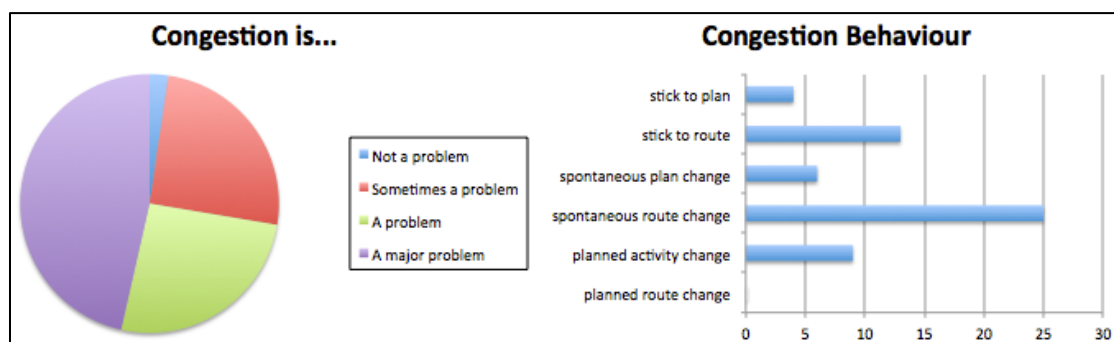 Congestion is...
Not a problem
Sometimes a problem
A problem
A major problem
Congestion Behaviour
stick to plan
stick to route
spontaneous plan change
spontaneous route change
planned activity change
planned route change
0 5 10 15 20 25 30